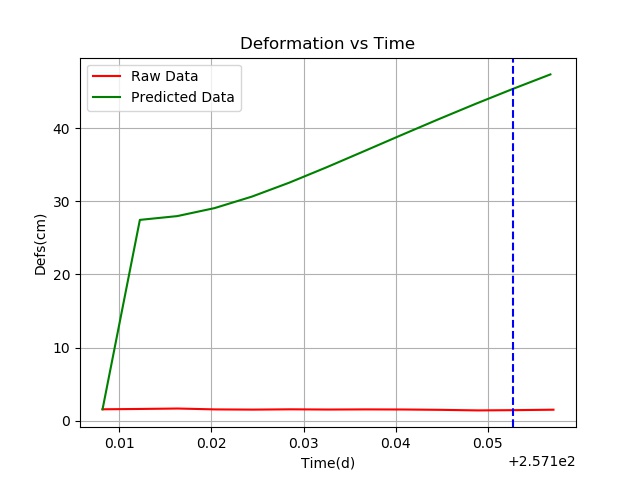 Deformation vs Time
Raw Data
Predicted Data
Defs(cm)
40
30
20
10
0
0.01 0.02 0.03 0.04 0.05
+2.571e2
Time(d)